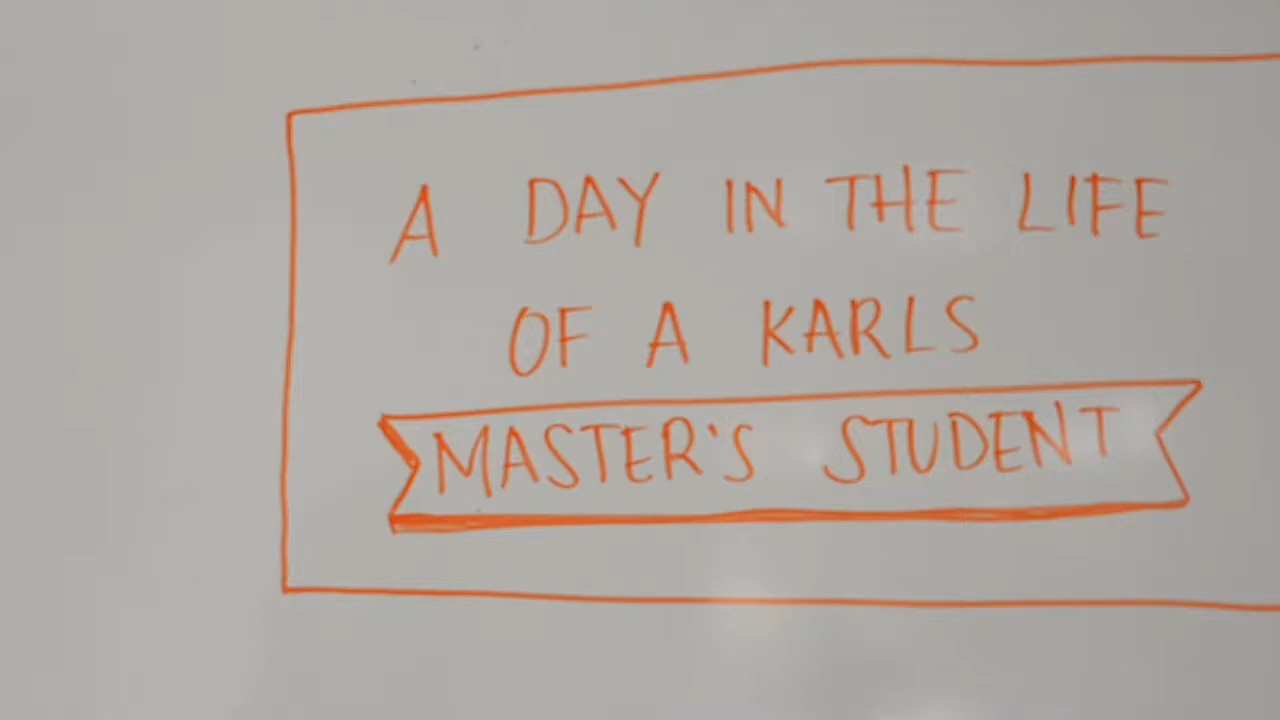 A DAY IN THE LIFE
OF A KARLS
MASTER'S STUDENT